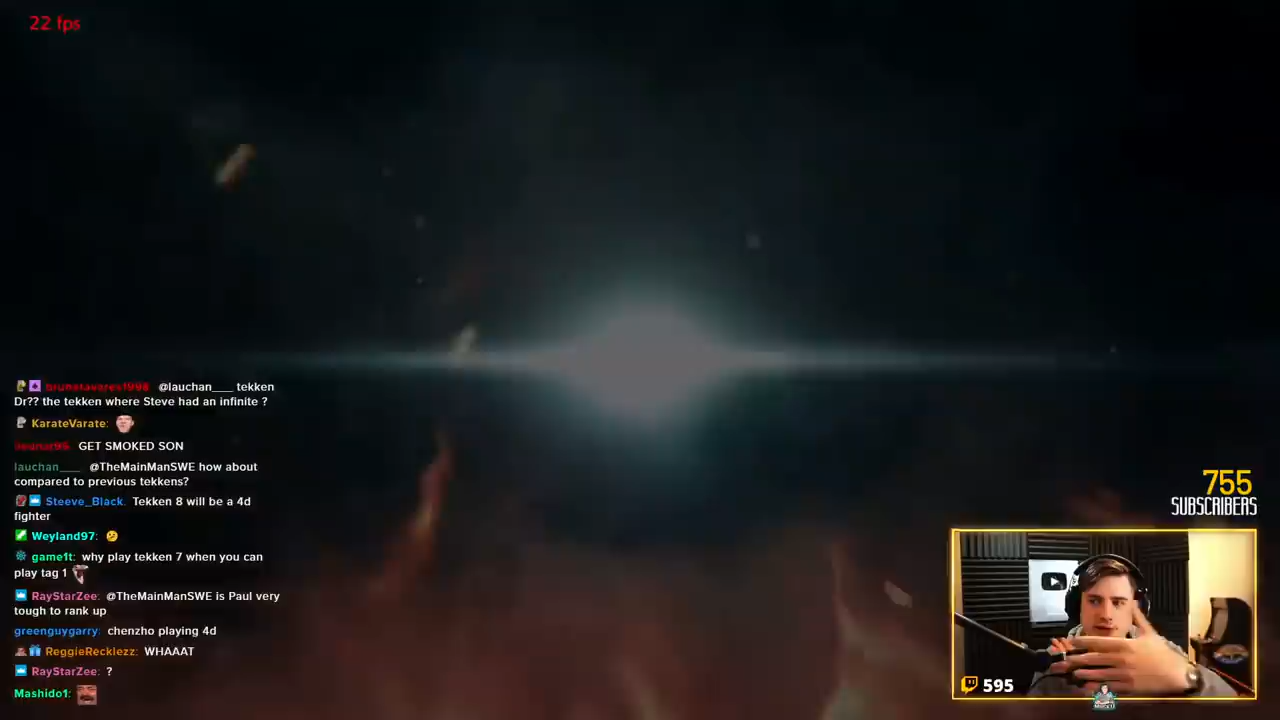 22 fps
brunotavares1998 @lauchan___ tekken
Dr?? the tekken where Steve had an infinite ?
KarateVarate:
GET SMOKED SON
lauchan___ @TheMainManSWE how about
compared to previous tekkens?
Steeve_Black: Tekken 8 will be a 4d
fighter
Weyland97:
game1t: why play tekken 7 when you can
play tag 1
RayStarZee: @TheMainManSWE is Paul very
tough to rank up
greenguygarry: chenzho playing 4d
ReggieRecklezz: WHAAAT
RayStarZee: ?
Mashido1:
755
SUBSCRIBERS
595